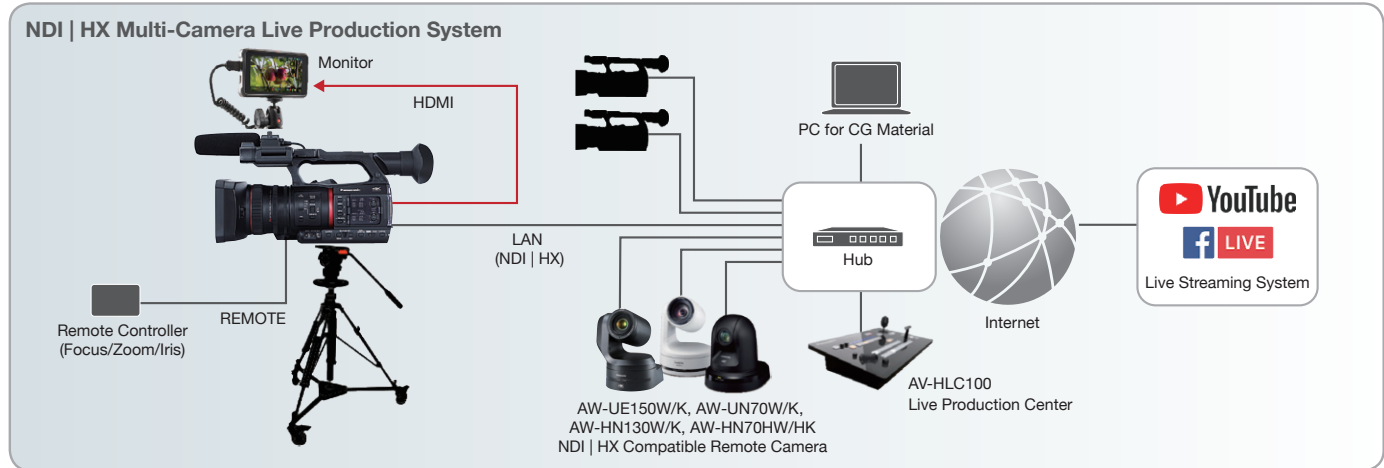 NDI | HX Multi-Camera Live Production System
Monitor
HDMI
PC for CG Material
LAN
(NDI | HX)
Hub
YouTube
f LIVE
Live Streaming System
Internet
REMOTE
Remote Controller
(Focus/Zoom/Iris)
AV-HLC100
Live Production Center
AW-UE150W/K, AW-UN70W/K,
AW-HN130W/K, AW-HN70HW/HK
NDI | HX Compatible Remote Camera